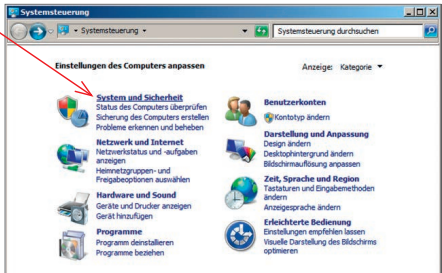 Systemsteuerung
Systemsteuerung
Systemsteuerung durchsuchen
Einstellungen des Computers anpassen
Anzeige: Kategorie
System und Sicherheit
Status des Computers überprüfen
Sicherung des Computers erstellen
Probleme erkennen und beheben
Netzwerk und Internet
Netzwerkstatus und -aufgaben
anzeigen
Heimnetzgruppen- und
Freigabeoptionen auswählen
Hardware und Sound
Geräte und Drucker anzeigen
Gerät hinzufügen
Programme
Programm deinstallieren
Programme beziehen
Benutzerkonten
Kontotyp ändern
Darstellung und Anpassung
Design ändern
Desktophintergrund ändern
Bildschirmauflösung anpassen
Zeit, Sprache und Region
Tastaturen und Eingabemethoden
ändern
Anzeigesprache ändern
Erleichterte Bedienung
Einstellungen empfehlen lassen
Visuelle Darstellung des Bildschirms
optimieren